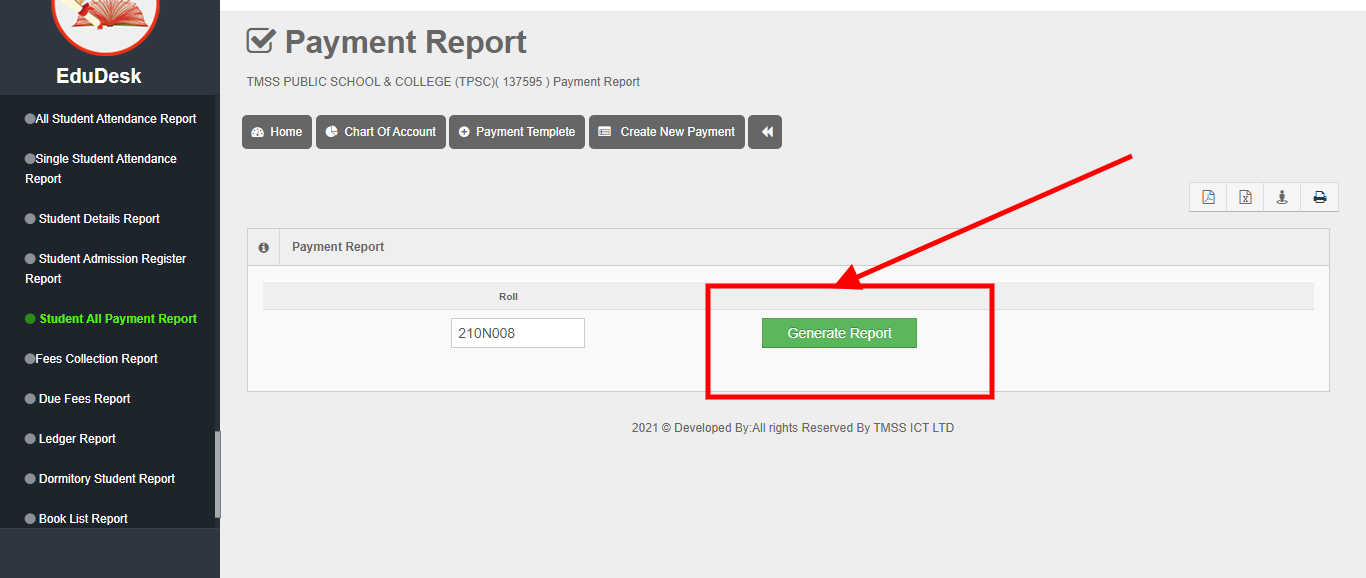 EduDesk
All Student Attendance Report
Single Student Attendance
Report
Student Details Report
Student Admission Register
Report
Student All Payment Report
Fees Collection Report
Due Fees Report
Ledger Report
Dormitory Student Report
Book List Report
Payment Report
TMSS PUBLIC SCHOOL & COLLEGE (TPSC)( 137595 ) Payment Report
Home Chart Of Account Payment Templete Create New Payment
Payment Report
Roll
210N008 Generate Report
2021 © Developed By:All rights Reserved By TMSS ICT LTD